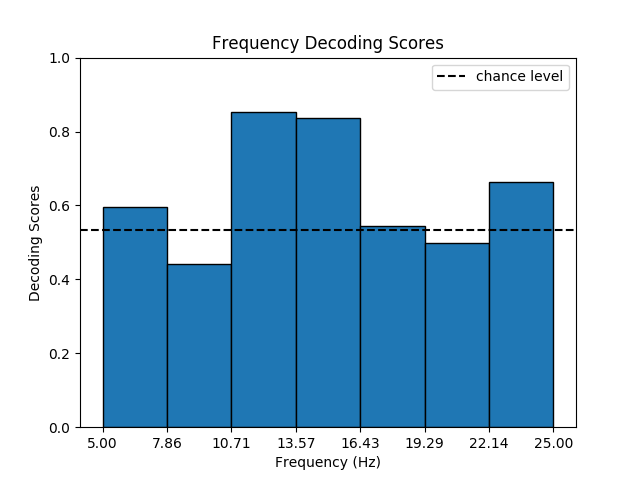 Frequency Decoding Scores
chance level
1.0
0.8
0.6
0.4
0.2
0.0
Decoding Scores
5.00 7.86 10.71 13.57 16.43 19.29 22.14 25.00
Frequency (Hz)